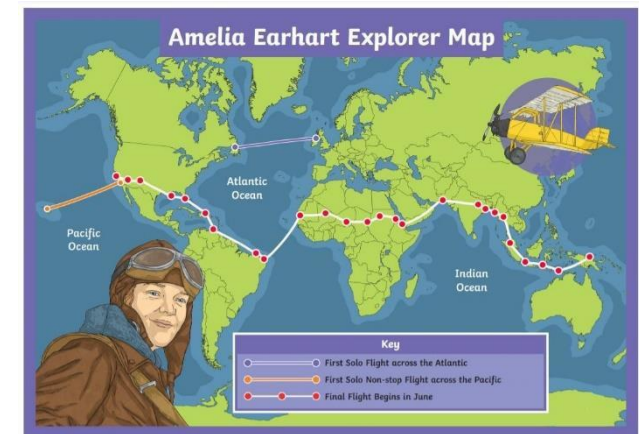 Amelia Earhart Explorer Map
Atlantic
Ocean
Pacific
Ocean
Indian
Ocean
Key
First Solo Flight across the Atlantic
First Solo Non-stop Flight across the Pacific
Final Flight Begins in June